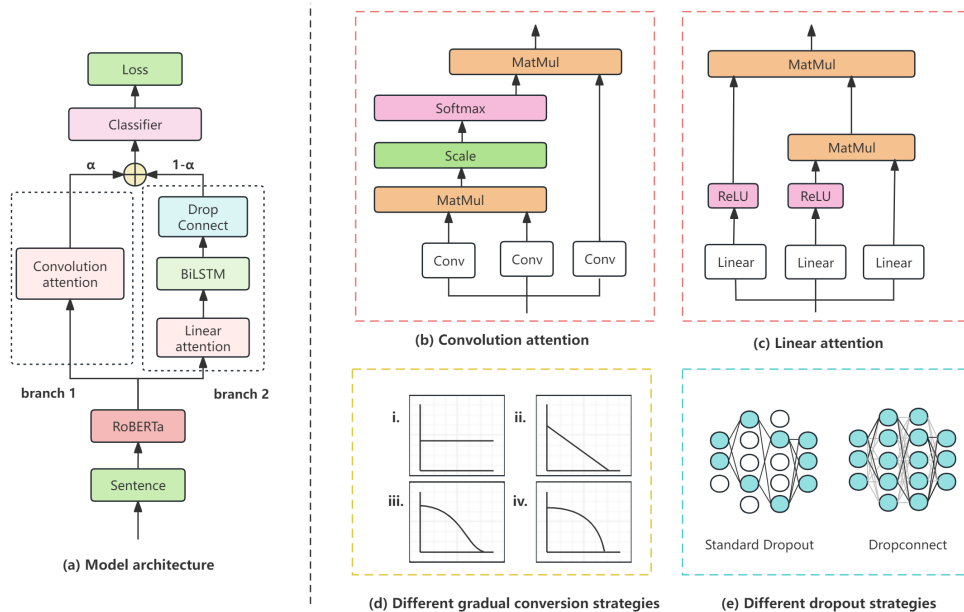 Loss
Classifier
α
1-α
Drop
Connect
Convolution
attention
BiLSTM
Linear
attention
branch 1
branch 2
RoBERTa
Sentence
(a) Model architecture
MatMul
Softmax
Scale
MatMul
Conv
Conv
Conv
(b) Convolution attention
MatMul
MatMul
ReLU
ReLU
Linear
Linear
Linear
(c) Linear attention
i.
ii.
iii.
iv.
(d) Different gradual conversion strategies
Standard Dropout
Dropconnect
(e) Different dropout strategies